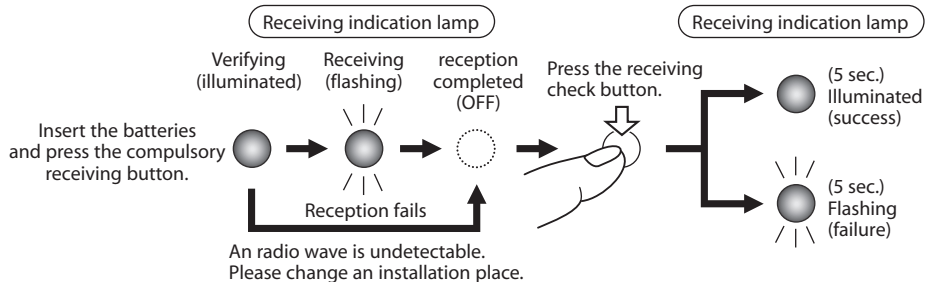 Receiving indication lamp
Receiving indication lamp
Verifying
(illuminated)
Receiving
(flashing)
reception
completed
(OFF)
Press the receiving
check button.
(5 sec.)
Illuminated
(success)
Insert the batteries
and press the compulsory
receiving button.
(5 sec.)
Flashing
(failure)
Reception fails
An radio wave is undetectable.
Please change an installation place.